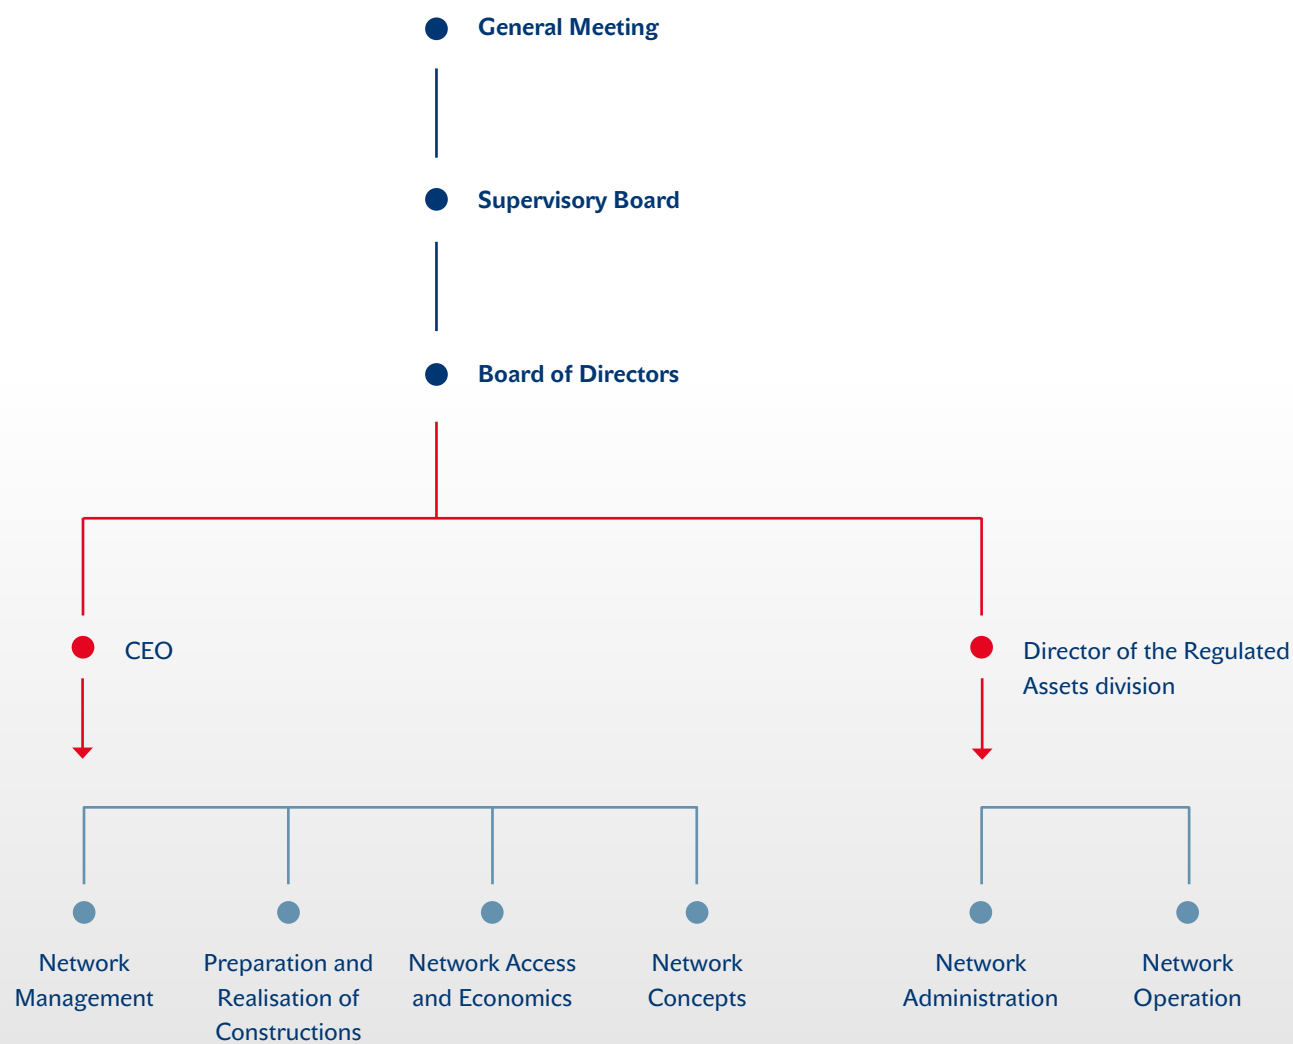 General Meeting
Supervisory Board
Board of Directors
CEO
Director of the Regulated
Assets division
Network
Management
Preparation and
Realisation of
Constructions
Network Access
and Economics
Network
Concepts
Network
Administration
Network
Operation